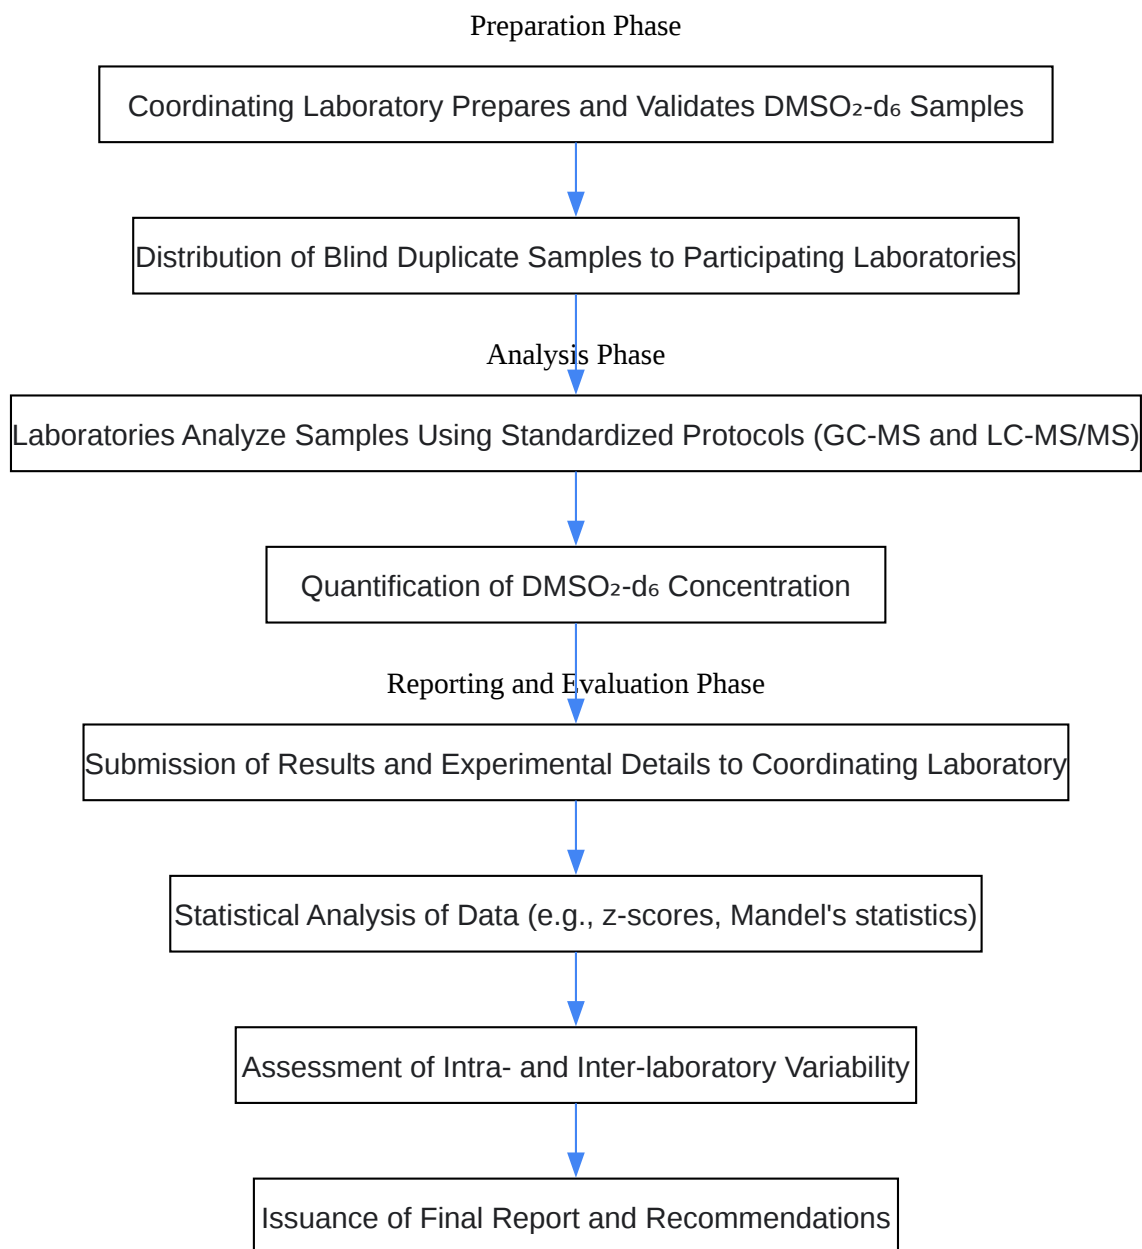 Preparation Phase
Coordinating Laboratory Prepares and Validates DMSO₂-d₆ Samples
Distribution of Blind Duplicate Samples to Participating Laboratories
Analysis Phase
Laboratories Analyze Samples Using Standardized Protocols (GC-MS and LC-MS/MS)
Quantification of DMSO₂-d₆ Concentration
Reporting and Evaluation Phase
Submission of Results and Experimental Details to Coordinating Laboratory
Statistical Analysis of Data (e.g., z-scores, Mandel's statistics)
Assessment of Intra- and Inter-laboratory Variability
Issuance of Final Report and Recommendations